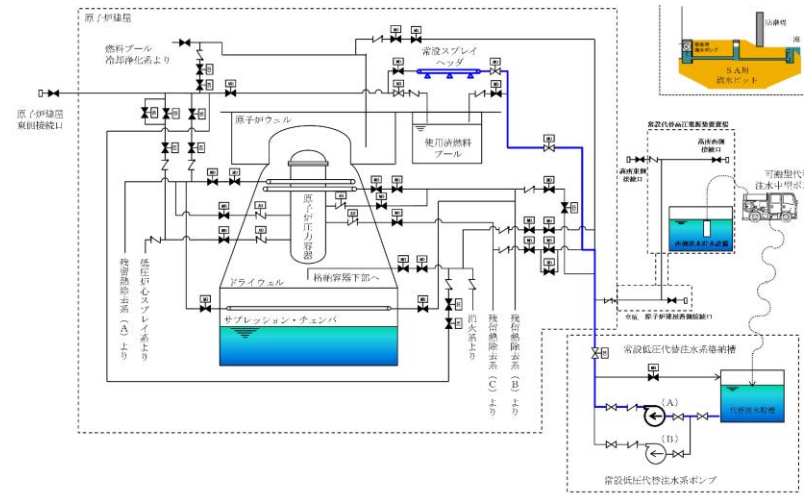 原子炉建屋
燃料プール
冷却浄化系より
常設スプレイ
ヘッダ
原子炉建屋
東側接続口
原子炉ウェル
使用済燃料
プール
原子炉圧力容器
格納容器下部へ
ドライウェル
サプレッション・チェンバ
残留熱除去系(A)より
低圧炉心スプレイ系より
消火系より
残留熱除去系(C)より
残留熱除去系(B)より
防潮堤
SA用
海水ピット
常設代替高圧電源装置置場
高所西側
接続口
高所東側
接続口
可搬型代
注水中型ポン
西側淡水貯水設備
原子炉建屋西側接続口
常設低圧代替注水系格納槽
代替淡水貯槽
(A)
(B)
常設低圧代替注水系ポンプ